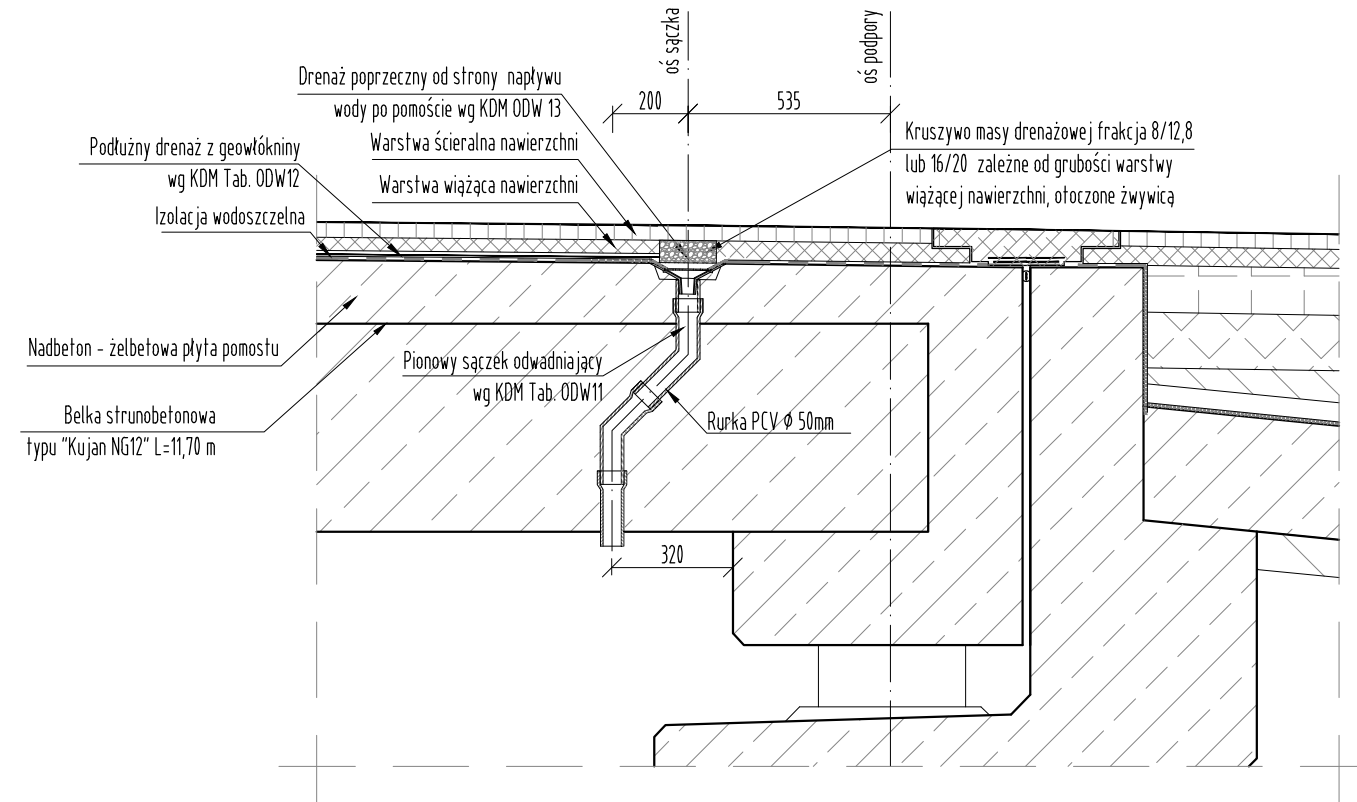 oś sączka
oś podpory
Drenaż poprzeczny od strony napływu
wody po pomoście wg KDM ODW 13
200
535
Warstwa ścieralna nawierzchni
Kruszywo masy drenażowej frakcja 8/12,8
lub 16/20 zależne od grubości warstwy
wiążącej nawierzchni, otoczone żwywicą
Podłużny drenaż z geowłókniny
wg KDM Tab. ODW12
Warstwa wiążąca nawierzchni
Izolacja wodoszczelna
Nadbeton - żelbetowa płyta pomostu
Pionowy sączek odwadniający
wg KDM Tab. ODW11
Belka strunobetonowa
typu "Kujan NG12" L=11,70 m
Rurka PCV Ø 50mm
320